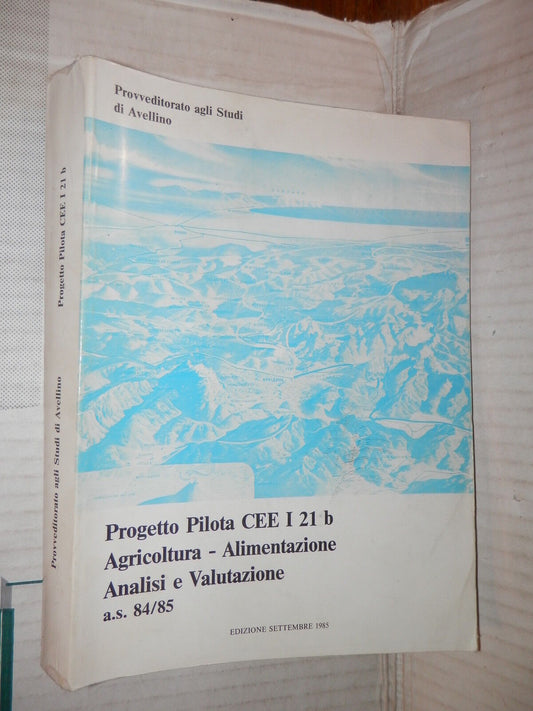 Provveditorato agli Studi
di Avellino
Progetto Pilota CEE I 21 b
Agricoltura - Alimentazione
Analisi e Valutazione
a.s. 84/85
EDIZIONE SETTEMBRE 1985
Provveditorato agli Studi di Avellino Progetto Pilota CEE I 21 b